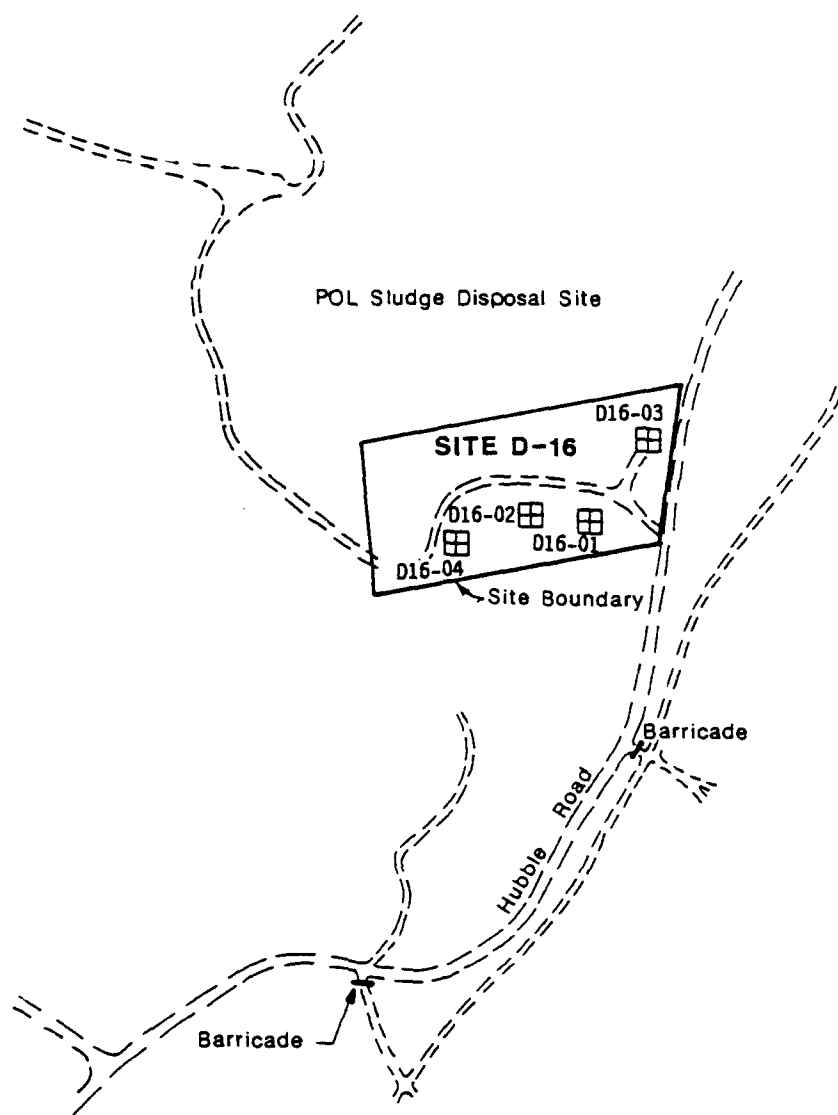 POL Sludge Disposal Site
D16-03
SITE D-16
D16-02
D16-01
D16-04
Site Boundary
Barricade
Hubble Road
Barricade